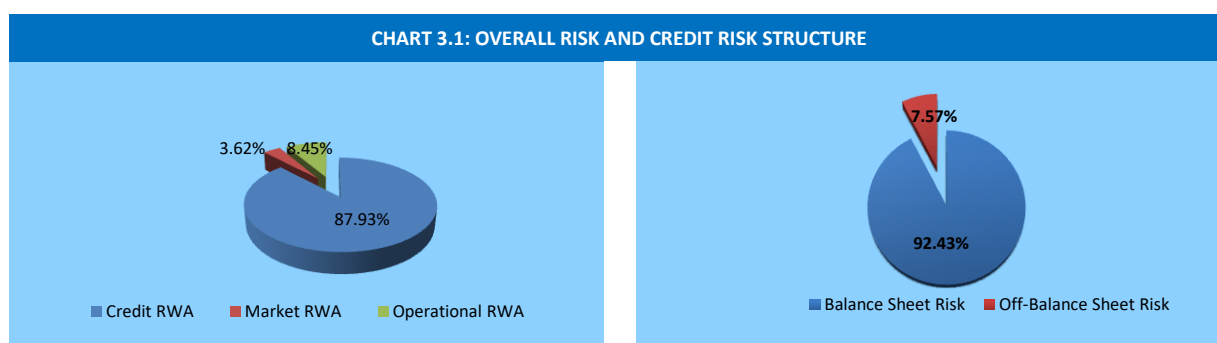 CHART 3.1: OVERALL RISK AND CREDIT RISK STRUCTURE
3.62% 8.45%
87.93%
Credit RWA Market RWA Operational RWA
7.57%
92.43%
Balance Sheet Risk Off-Balance Sheet Risk